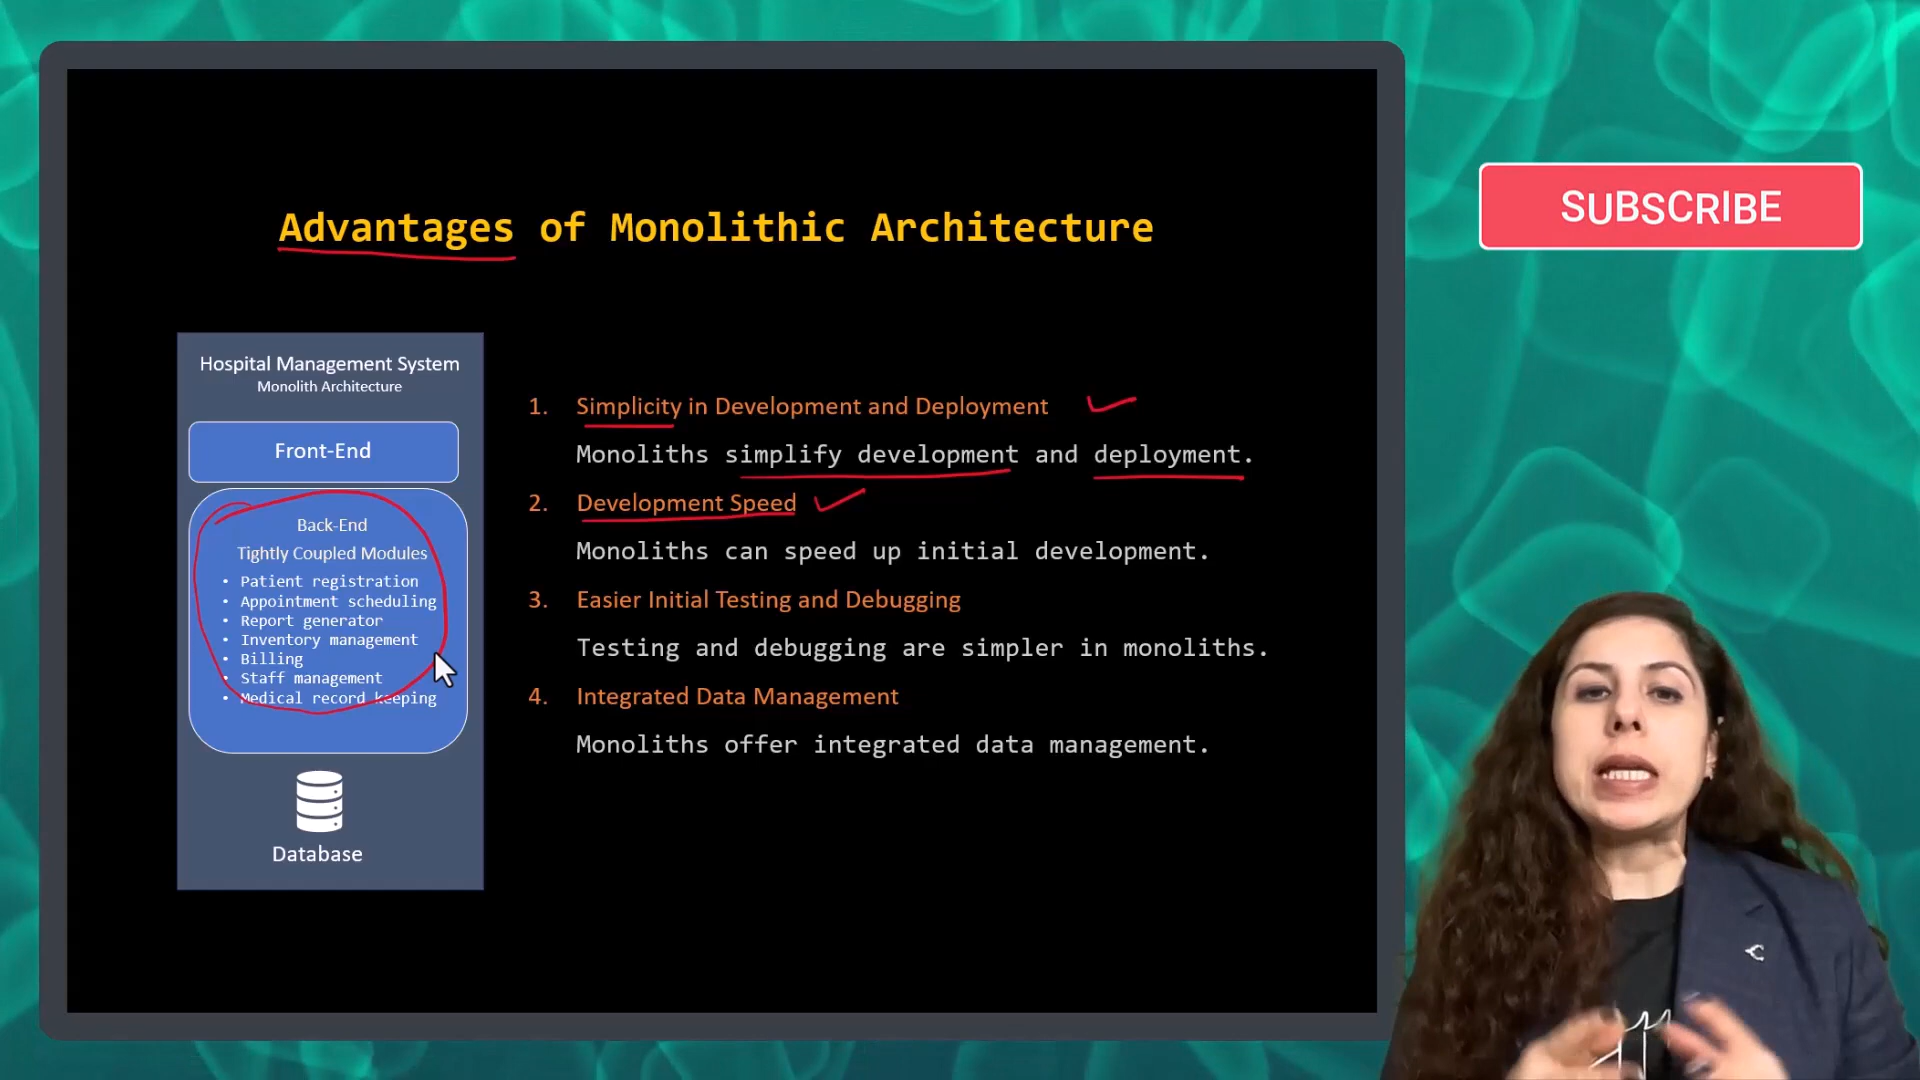 SUBSCRIBE
Advantages of Monolithic Architecture
Hospital Management System
Monolith Architecture
Front-End
Back-End
Tightly Coupled Modules
• Patient registration
• Appointment scheduling
• Report generator
• Inventory management
• Billing
• Staff management
• Medical record keeping
Database
1. Simplicity in Development and Deployment
Monoliths simplify development and deployment.
2. Development Speed
Monoliths can speed up initial development.
3. Easier Initial Testing and Debugging
Testing and debugging are simpler in monoliths.
4. Integrated Data Management
Monoliths offer integrated data management.